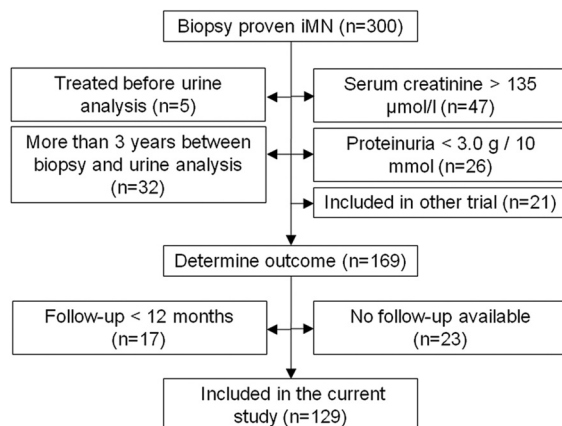 Biopsy proven iMN (n=300)
Treated before urine
analysis (n=5)
Serum creatinine > 135
μmol/l (n=47)
More than 3 years between
biopsy and urine analysis
(n=32)
Proteinuria < 3.0 g / 10
mmol (n=26)
Included in other trial (n=21)
Determine outcome (n=169)
Follow-up < 12 months
(n=17)
No follow-up available
(n=23)
Included in the current
study (n=129)